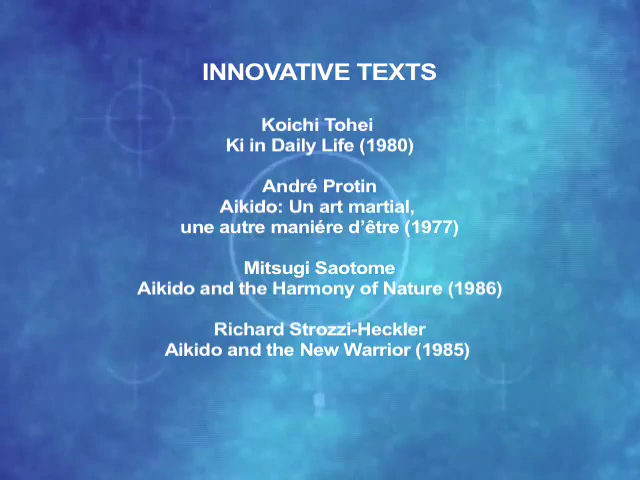 INNOVATIVE TEXTS
Koichi Tohei
Ki in Daily Life (1980)
André Protin
Aikido: Un art martial,
une autre maniére d’être (1977)
Mitsugi Saotome
Aikido and the Harmony of Nature (1986)
Richard Strozzi-Heckler
Aikido and the New Warrior (1985)